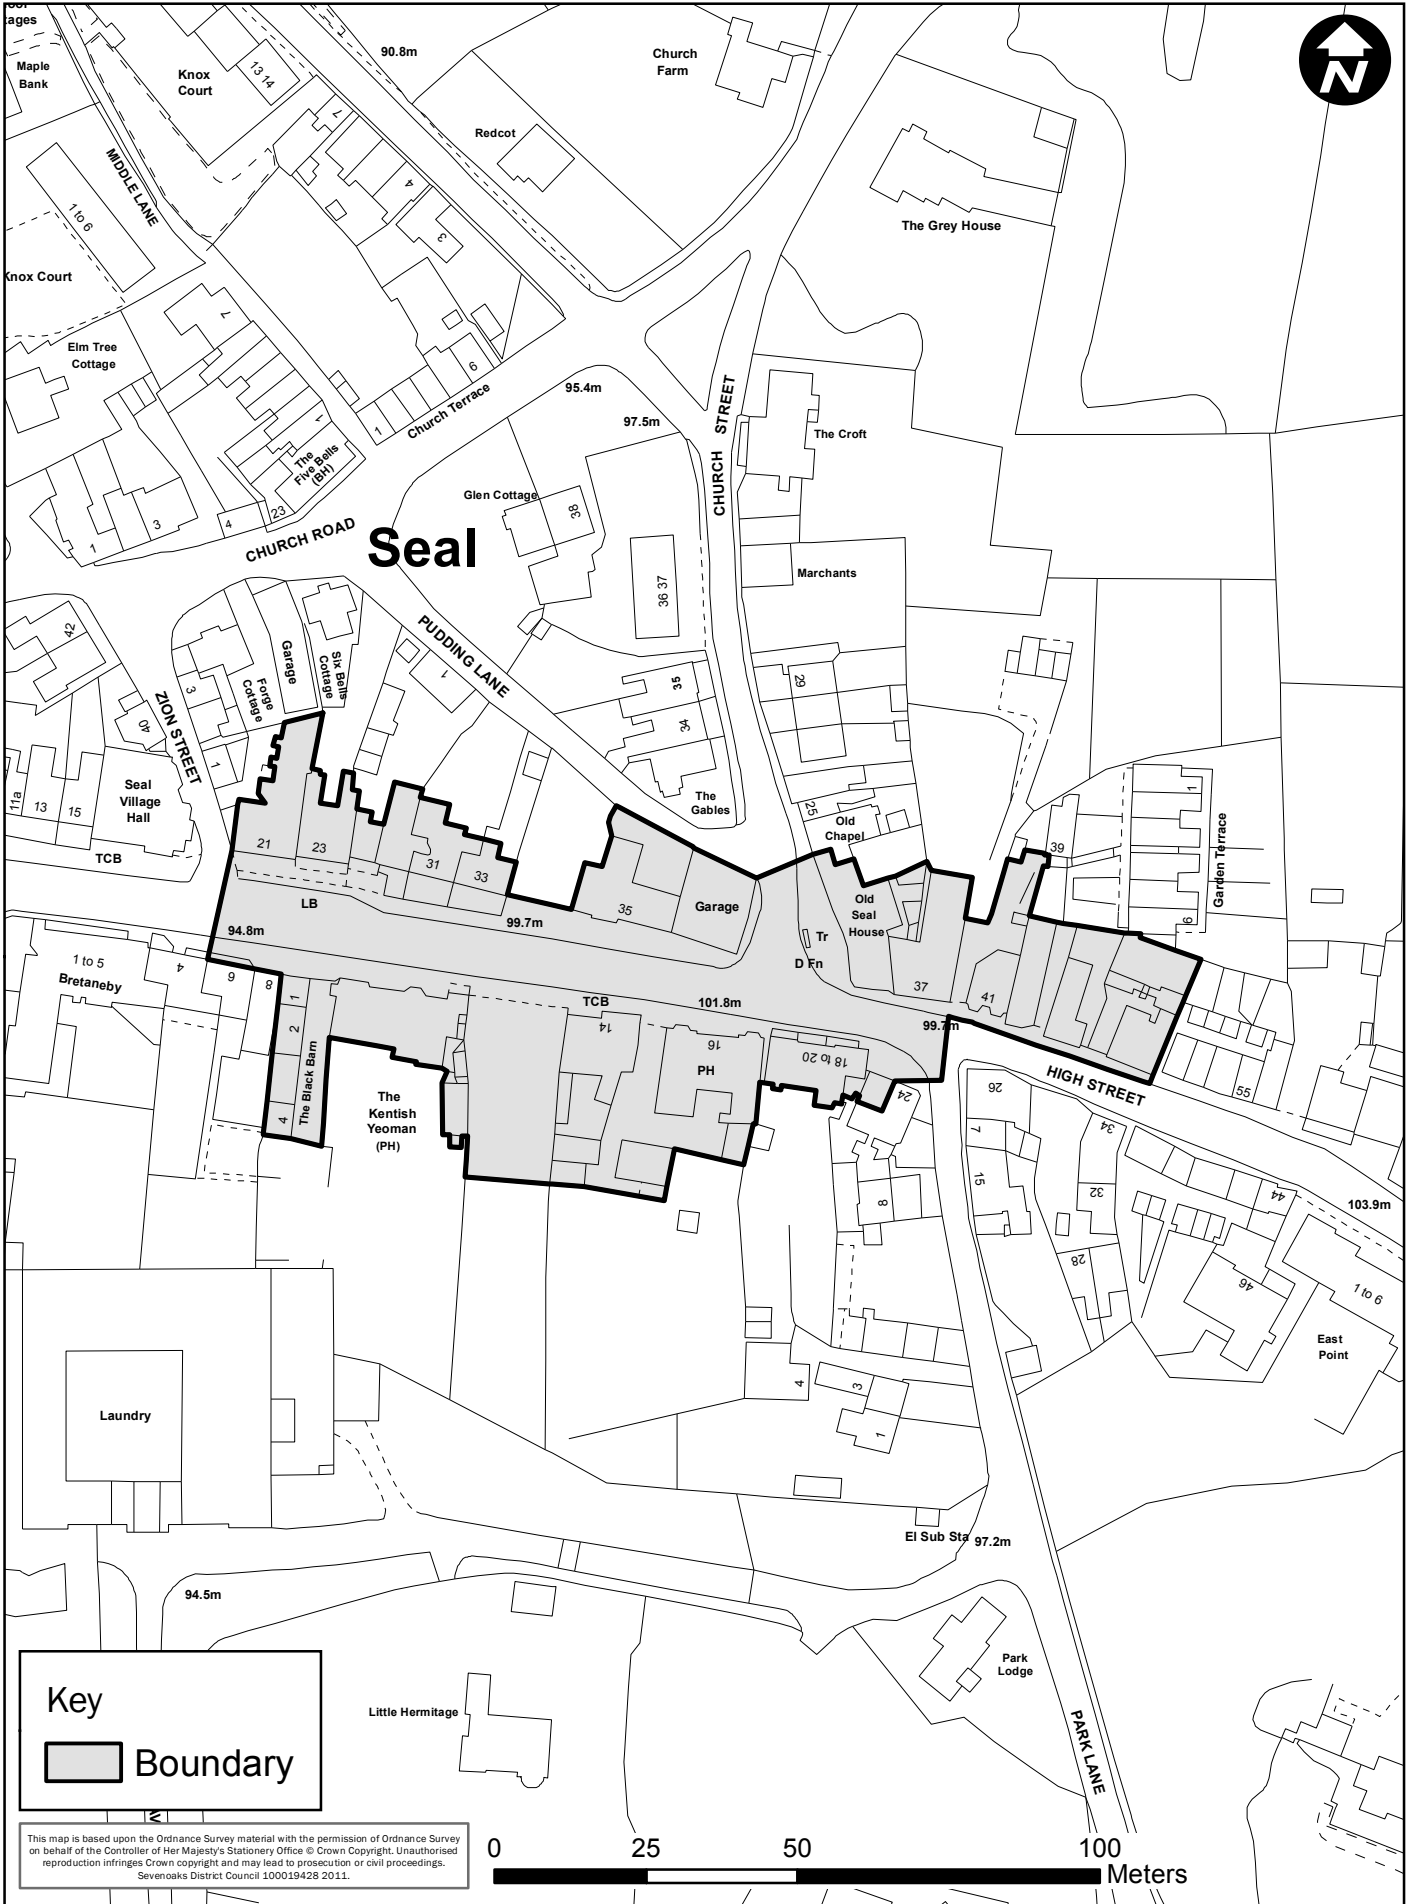 tages
Maple
Bank
Knox
Court
13 14
90.8m
Church
Farm
N
7
Redcot
MIDDLE LANE
1 to 6
4
3
The Grey House
Knox Court
7
Elm Tree
Cottage
6
Church Terrace
1
95.4m
97.5m
CHURCH STREET
The Croft
1
The
Five Bells
(BH)
Glen Cottage
38
23
4
3
1
CHURCH ROAD
Seal
36 37
Marchants
42
PUDDING LANE
Garage
Six Bells
Cottage
Forge
Cottage
3
1
35
34
29
ZION STREET
40
1
Seal
Village
Hall
11a
13
15
TCB
The
Gables
25
Old
Chapel
39
1
Garden Terrace
6
21
23
31
33
LB
99.7m
35
Garage
Old
Seal
House
Tr
D Fn
37
41
94.8m
1 to 5
Bretaneby
4
6
8
1
2
4
The Black Barn
TCB
101.8m
14
16
PH
18 to 20
99.7m
24
HIGH STREET
55
The
Kentish
Yeoman
(PH)
26
7
15
34
32
28
44
103.9m
8
46
1 to 6
East
Point
Laundry
4
3
1
El Sub Sta
97.2m
94.5m
Park
Lodge
Little Hermitage
PARK LANE
Key
Boundary
AV
This map is based upon the Ordnance Survey material with the permission of Ordnance Survey
on behalf of the Controller of Her Majesty's Stationery Office © Crown Copyright. Unauthorised
reproduction infringes Crown copyright and may lead to prosecution or civil proceedings.
Sevenoaks District Council 100019428 2011.
0 25 50 100
Meters